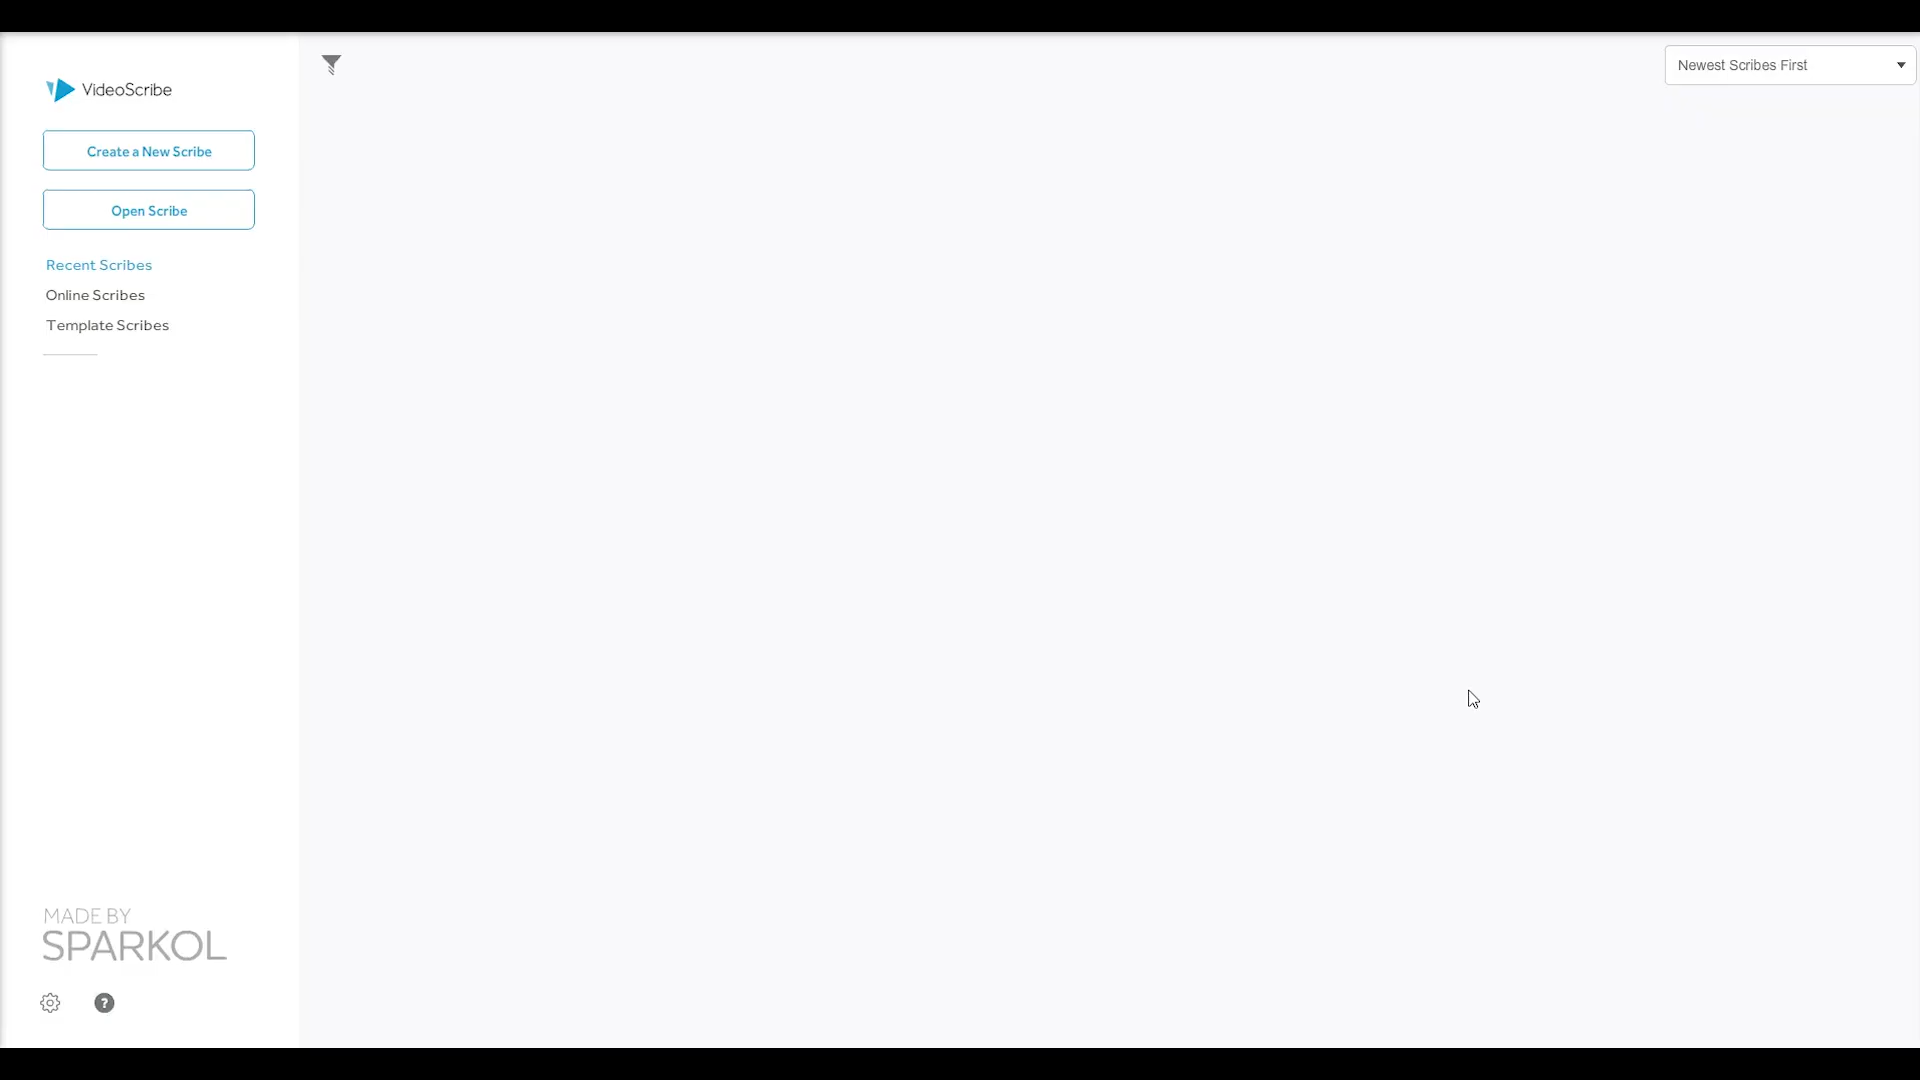 Newest Scribes First
VideoScribe
Create a New Scribe
Open Scribe
Recent Scribes
Online Scribes
Template Scribes
MADE BY
SPARKOL
?